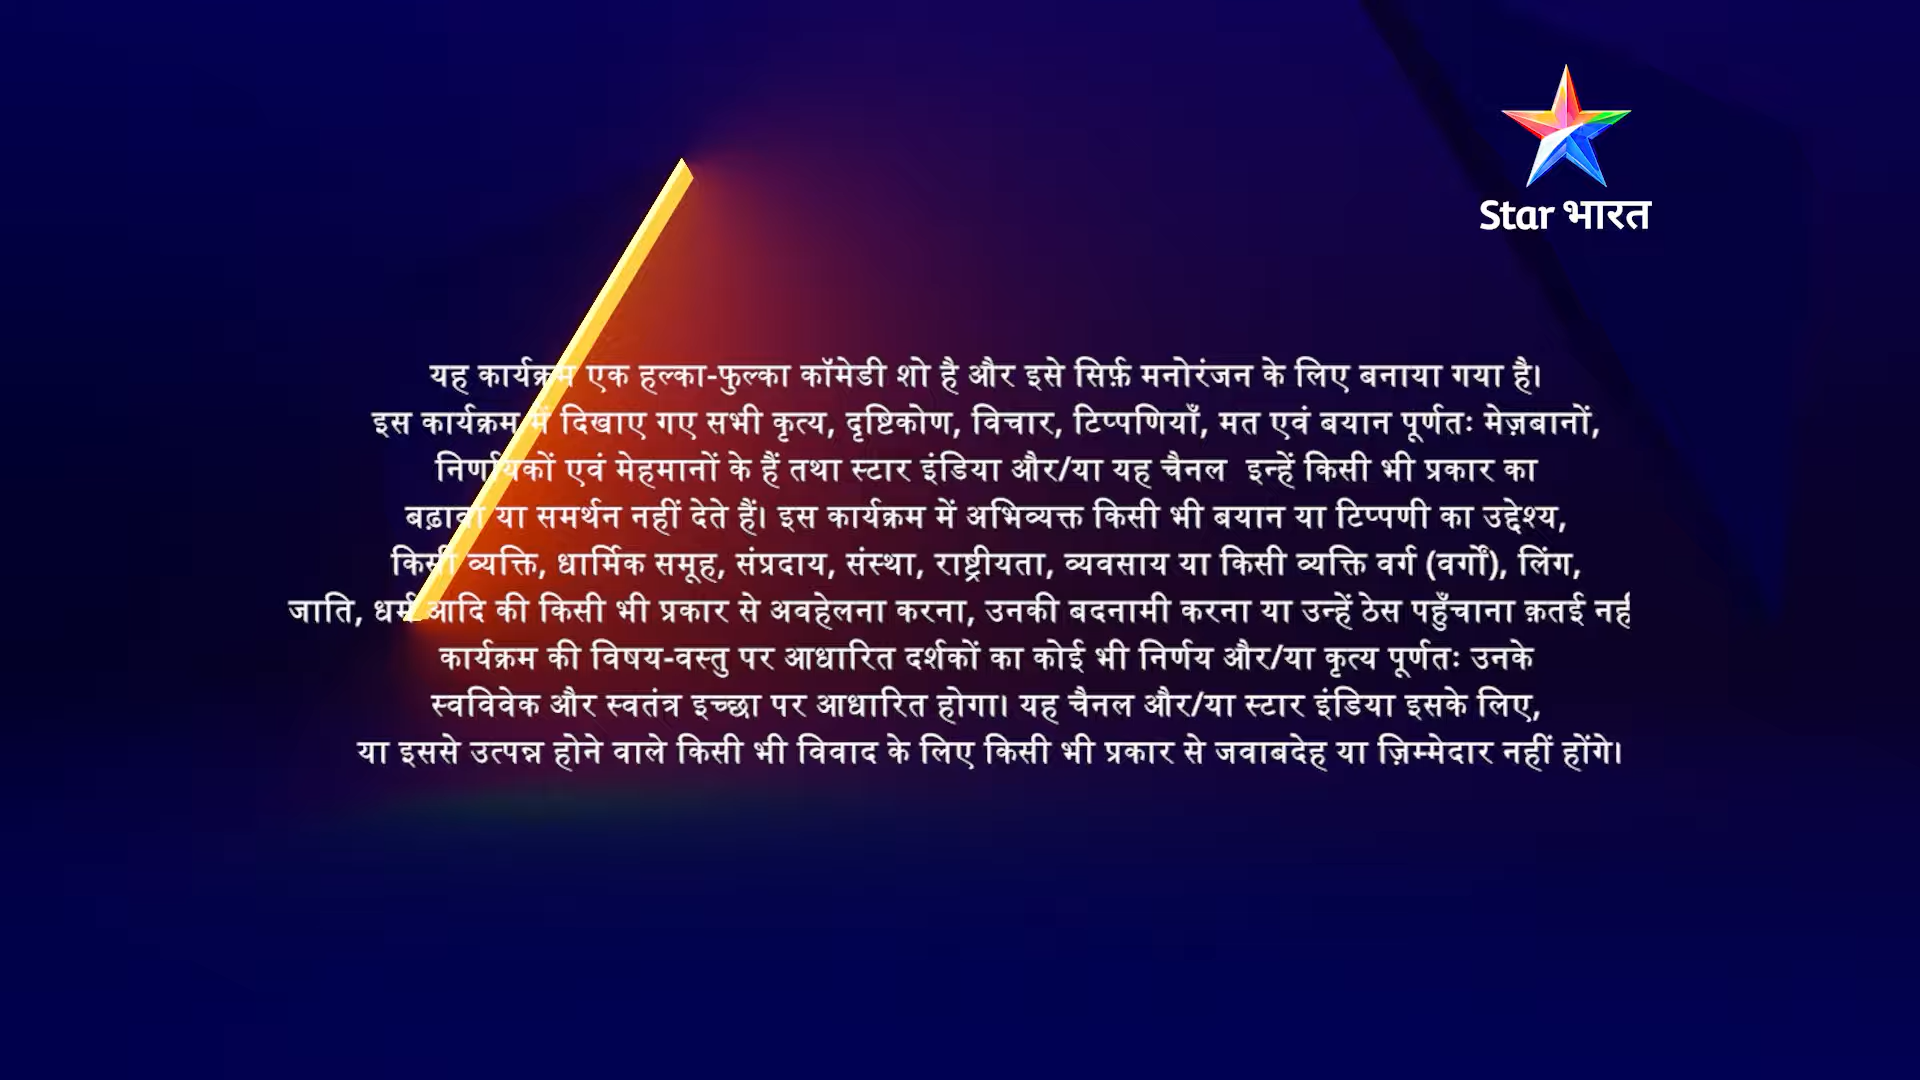 Star भारत
यह कार्यक्रम एक हल्का-फुल्का कॉमेडी शो है और इसे सिर्फ़ मनोरंजन के लिए बनाया गया है।
इस कार्यक्रम में दिखाए गए सभी कृत्य, दृष्टिकोण, विचार, टिप्पणियाँ, मत एवं बयान पूर्णतः मेज़बानों,
निर्णायकों एवं मेहमानों के हैं तथा स्टार इंडिया और/या यह चैनल इन्हें किसी भी प्रकार का
बढ़ावा या समर्थन नहीं देते हैं। इस कार्यक्रम में अभिव्यक्त किसी भी बयान या टिप्पणी का उद्देश्य,
किसी व्यक्ति, धार्मिक समूह, संप्रदाय, संस्था, राष्ट्रीयता, व्यवसाय या किसी व्यक्ति वर्ग (वर्गों), लिंग,
जाति, धर्म आदि की किसी भी प्रकार से अवहेलना करना, उनकी बदनामी करना या उन्हें ठेस पहुँचाना क़तई
कार्यक्रम की विषय-वस्तु पर आधारित दर्शकों का कोई भी निर्णय और/या कृत्य पूर्णतः उनके
स्वविवेक और स्वतंत्र इच्छा पर आधारित होगा। यह चैनल और/या स्टार इंडिया इसके लिए,
या इससे उत्पन्न होने वाले किसी भी विवाद के लिए किसी भी प्रकार से जवाबदेह या ज़िम्मेदार नहीं होंगे।